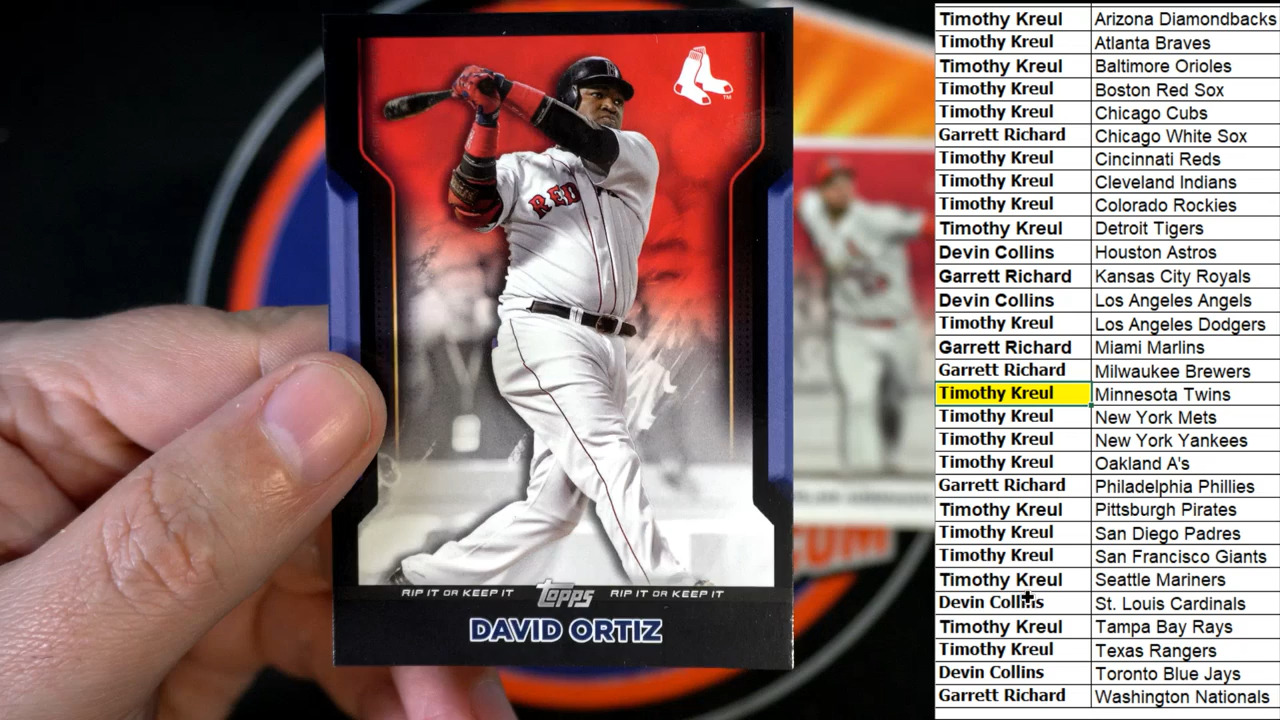 RED
RIP IT OR KEEP IT Topps RIP IT OR KEEP IT
DAVID ORTIZ
Timothy Kreul Arizona Diamondbacks
Timothy Kreul Atlanta Braves
Timothy Kreul Baltimore Orioles
Timothy Kreul Boston Red Sox
Timothy Kreul Chicago Cubs
Garrett Richard Chicago White Sox
Timothy Kreul Cincinnati Reds
Timothy Kreul Cleveland Indians
Timothy Kreul Colorado Rockies
Timothy Kreul Detroit Tigers
Devin Collins Houston Astros
Garrett Richard Kansas City Royals
Devin Collins Los Angeles Angels
Timothy Kreul Los Angeles Dodgers
Garrett Richard Miami Marlins
Garrett Richard Milwaukee Brewers
Timothy Kreul Minnesota Twins
Timothy Kreul New York Mets
Timothy Kreul New York Yankees
Timothy Kreul Oakland A's
Garrett Richard Philadelphia Phillies
Timothy Kreul Pittsburgh Pirates
Timothy Kreul San Diego Padres
Timothy Kreul San Francisco Giants
Timothy Kreul Seattle Mariners
Devin Collins St. Louis Cardinals
Timothy Kreul Tampa Bay Rays
Timothy Kreul Texas Rangers
Devin Collins Toronto Blue Jays
Garrett Richard Washington Nationals